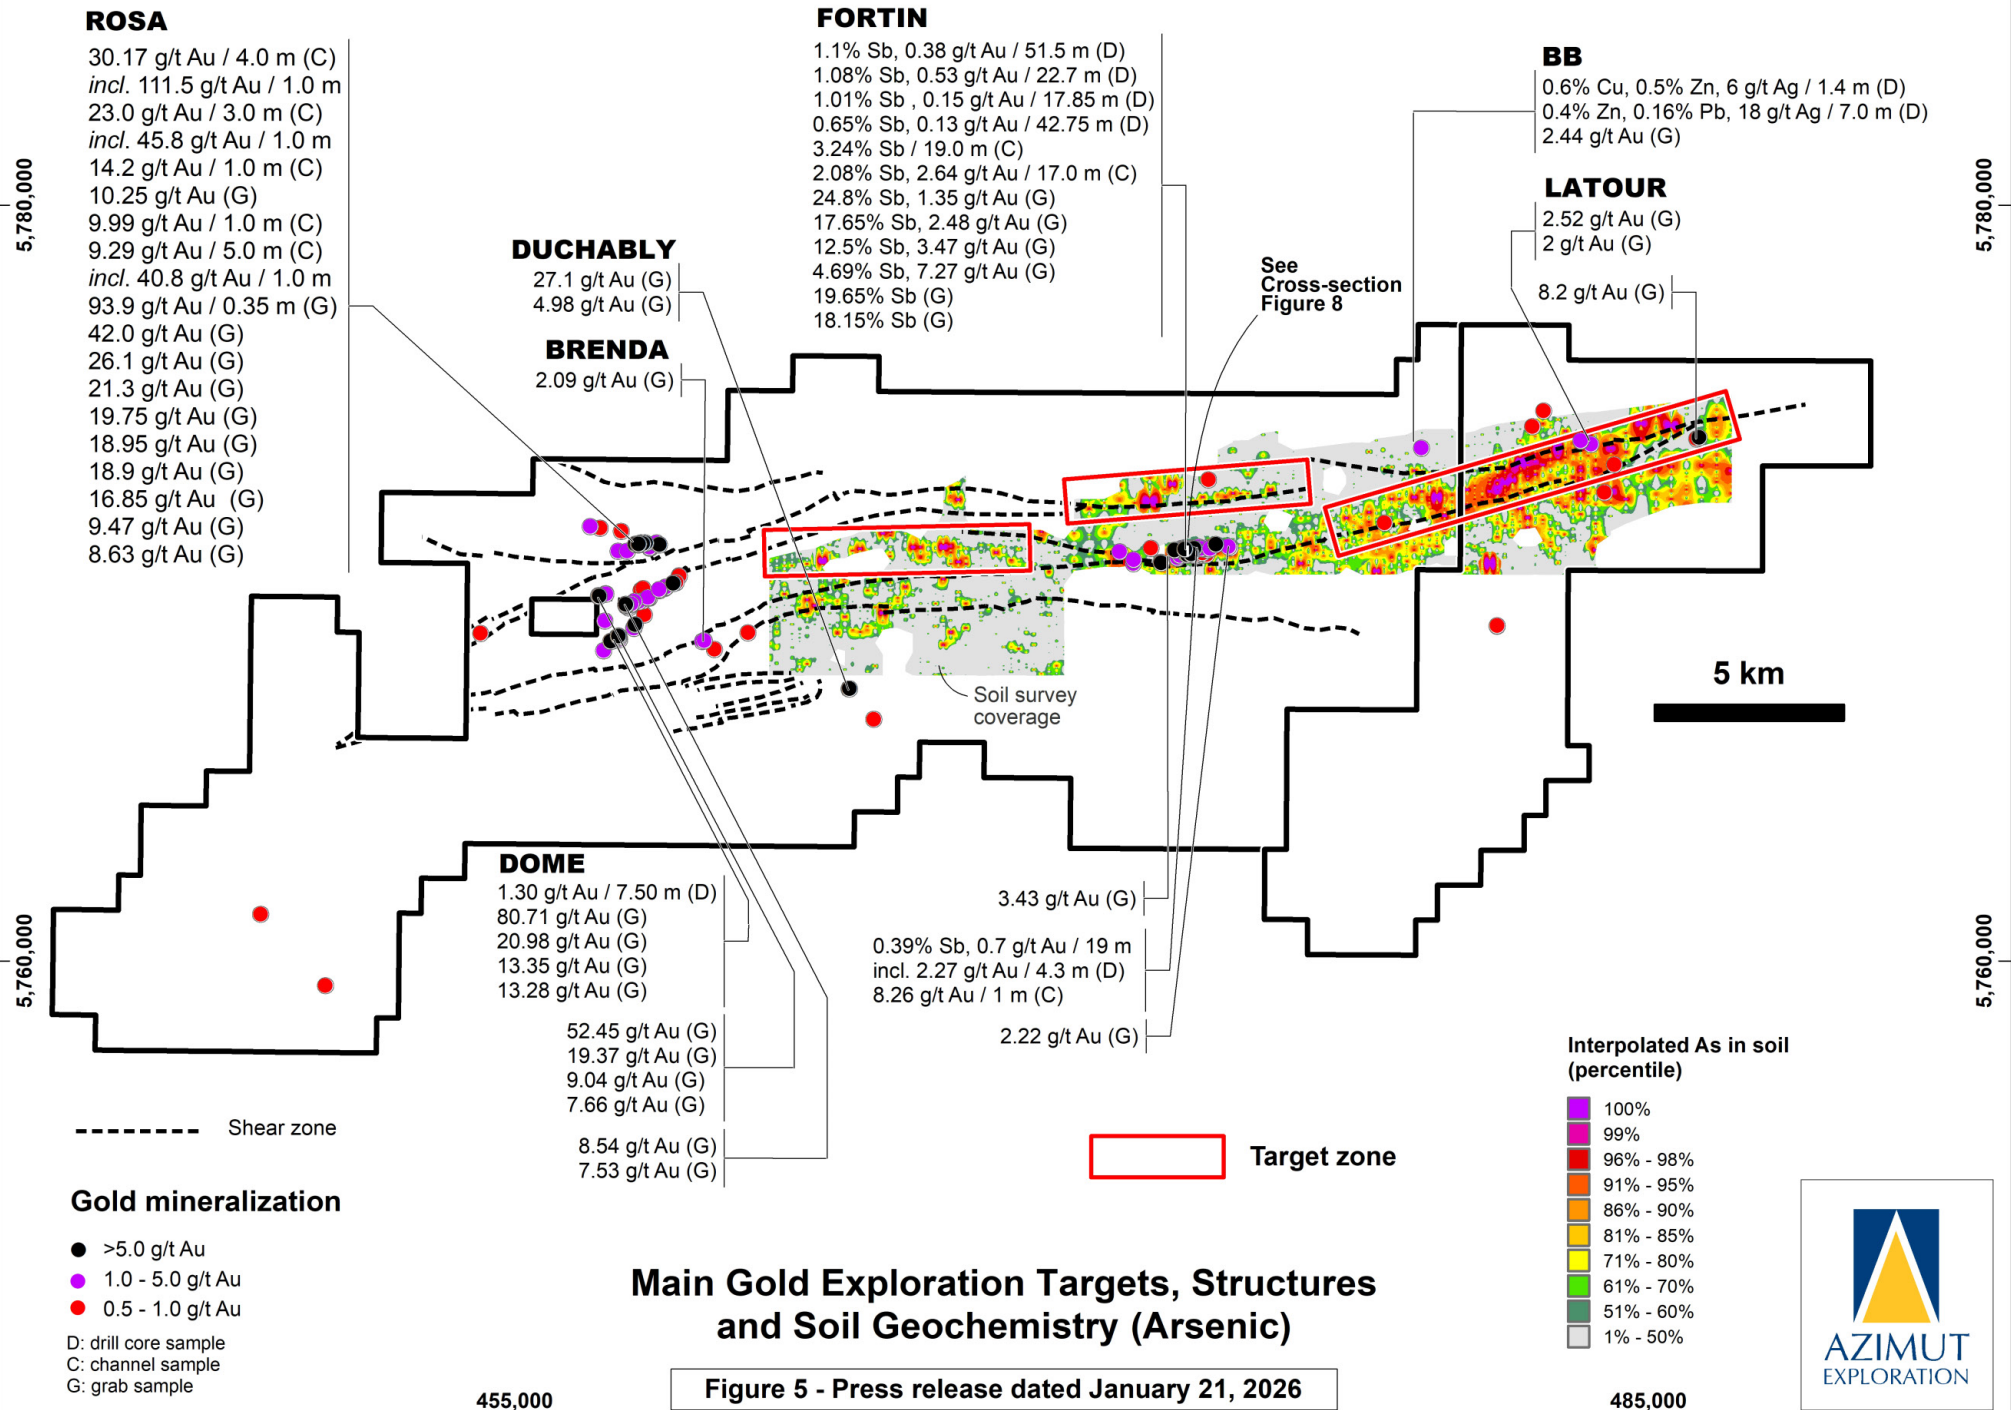 ROSA
30.17 g/t Au / 4.0 m (C)
incl. 111.5 g/t Au / 1.0 m
23.0 g/t Au / 3.0 m (C)
incl. 45.8 g/t Au / 1.0 m
14.2 g/t Au / 1.0 m (C)
10.25 g/t Au (G)
9.99 g/t Au / 1.0 m (C)
9.29 g/t Au / 5.0 m (C)
incl. 40.8 g/t Au / 1.0 m
93.9 g/t Au / 0.35 m (G)
42.0 g/t Au (G)
26.1 g/t Au (G)
21.3 g/t Au (G)
19.75 g/t Au (G)
18.95 g/t Au (G)
18.9 g/t Au (G)
16.85 g/t Au (G)
9.47 g/t Au (G)
8.63 g/t Au (G)
DUCHABLY
27.1 g/t Au (G)
4.98 g/t Au (G)
BRENDA
2.09 g/t Au (G)
FORTIN
1.1% Sb, 0.38 g/t Au / 51.5 m (D)
1.08% Sb, 0.53 g/t Au / 22.7 m (D)
1.01% Sb , 0.15 g/t Au / 17.85 m (D)
0.65% Sb, 0.13 g/t Au / 42.75 m (D)
3.24% Sb / 19.0 m (C)
2.08% Sb, 2.64 g/t Au / 17.0 m (C)
24.8% Sb, 1.35 g/t Au (G)
17.65% Sb, 2.48 g/t Au (G)
12.5% Sb, 3.47 g/t Au (G)
4.69% Sb, 7.27 g/t Au (G)
19.65% Sb (G)
18.15% Sb (G)
See
Cross-section
Figure 8
BB
0.6% Cu, 0.5% Zn, 6 g/t Ag / 1.4 m (D)
0.4% Zn, 0.16% Pb, 18 g/t Ag / 7.0 m (D)
2.44 g/t Au (G)
LATOUR
2.52 g/t Au (G)
2 g/t Au (G)
8.2 g/t Au (G)
5,780,000
5,780,000
Soil survey
coverage
5 km
DOME
1.30 g/t Au / 7.50 m (D)
80.71 g/t Au (G)
20.98 g/t Au (G)
13.35 g/t Au (G)
13.28 g/t Au (G)
52.45 g/t Au (G)
19.37 g/t Au (G)
9.04 g/t Au (G)
7.66 g/t Au (G)
8.54 g/t Au (G)
7.53 g/t Au (G)
3.43 g/t Au (G)
0.39% Sb, 0.7 g/t Au / 19 m
incl. 2.27 g/t Au / 4.3 m (D)
8.26 g/t Au / 1 m (C)
2.22 g/t Au (G)
5,760,000
5,760,000
Shear zone
Target zone
Gold mineralization
>5.0 g/t Au
1.0 - 5.0 g/t Au
0.5 - 1.0 g/t Au
D: drill core sample
C: channel sample
G: grab sample
Interpolated As in soil
(percentile)
100%
99%
96% - 98%
91% - 95%
86% - 90%
81% - 85%
71% - 80%
61% - 70%
51% - 60%
1% - 50%
Main Gold Exploration Targets, Structures
and Soil Geochemistry (Arsenic)
Figure 5 - Press release dated January 21, 2026
455,000
485,000
AZIMUT
EXPLORATION